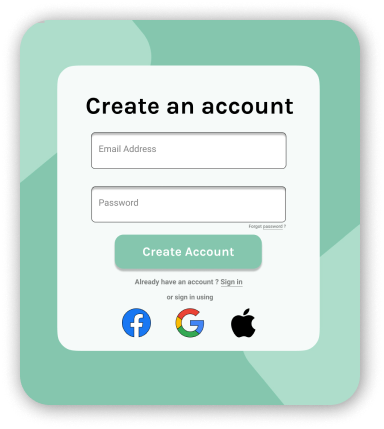 Create an account
Email Address
Password
Forgot password ?
Create Account
Already have an account ? Sign in
or sign in using